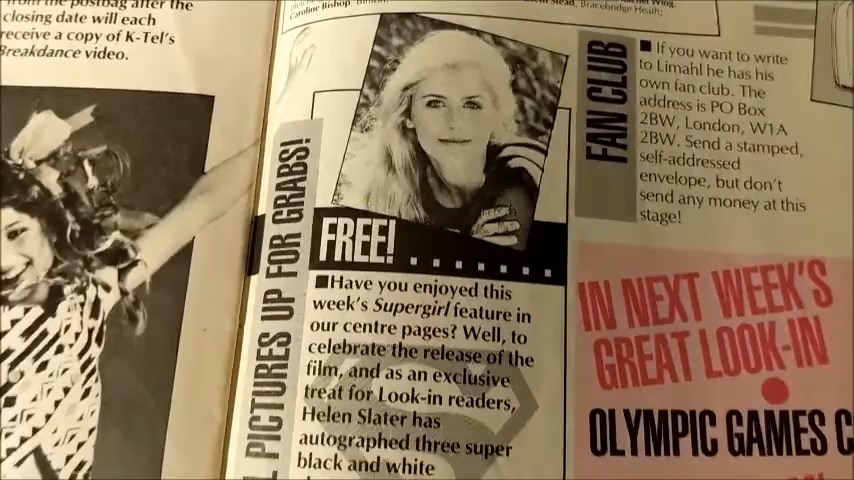 from the postbag after the
closing date will each
receive a copy of K-Tel's
Breakdance video.
Caroline Bishop,
Stead, Bracebridge Heath;
L PICTURES UP FOR GRABS!
FREE!
Have you enjoyed this
week's Supergirl feature in
our centre pages? Well, to
celebrate the release of the
film, and as an exclusive
treat for Look-in readers,
Helen Slater has
autographed three super
black and white
FAN CLUB
If you want to write
to Limahl he has his
own fan club. The
address is PO Box
2BW, London, W1A
2BW. Send a stamped,
self-addressed
envelope, but don't
send any money at this
stage!
IN NEXT WEEK'S
GREAT LOOK-IN
OLYMPIC GAMES C